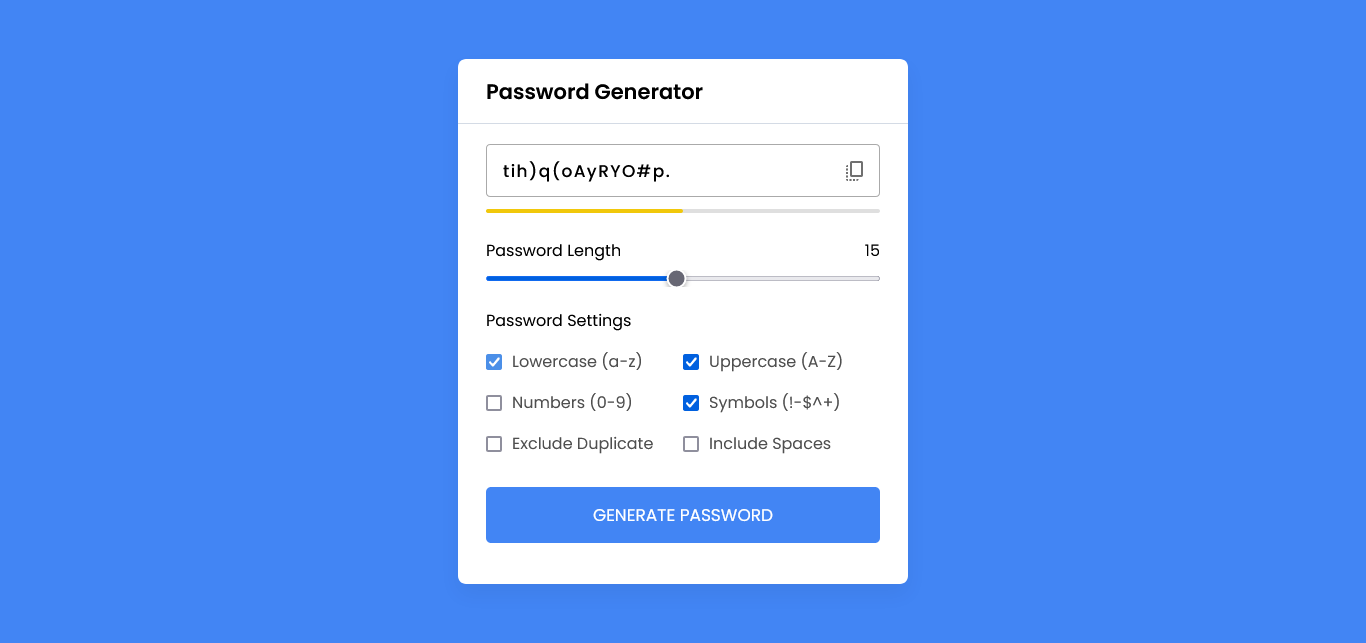 Password Generator
tih)q(oAyRYO#p.
Password Length 15
Password Settings
Lowercase (a-z) Uppercase (A-Z)
Numbers (0-9) Symbols (!-$^+)
Exclude Duplicate Include Spaces
GENERATE PASSWORD